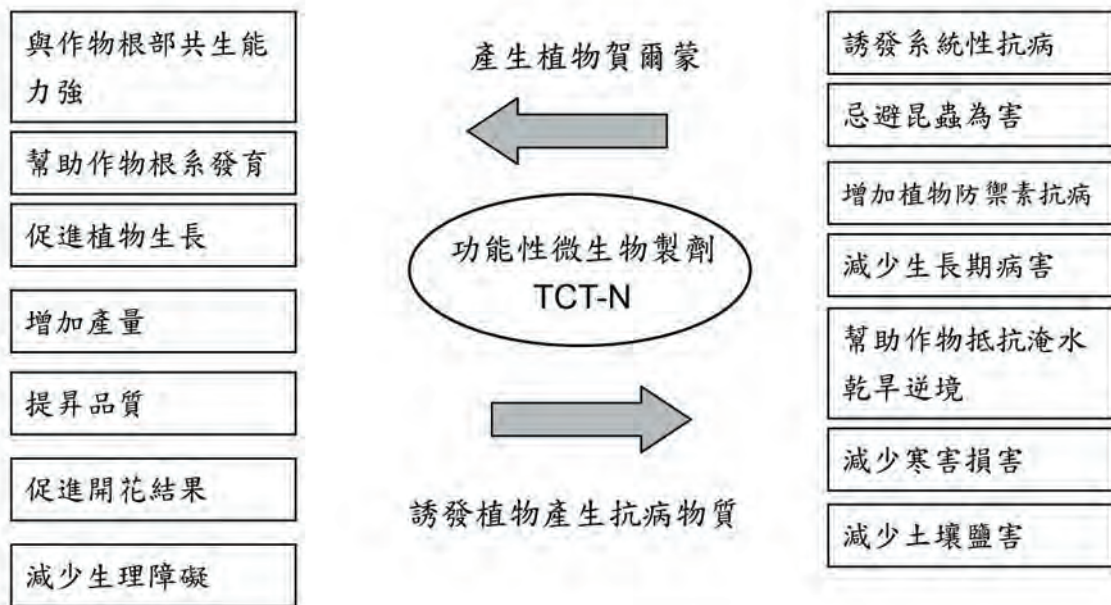 與作物根部共生能
力強
幫助作物根系發育
促進植物生長
增加產量
提昇品質
促進開花結果
減少生理障礙
產生植物賀爾蒙
功能性微生物製劑
TCT-N
誘發植物產生抗病物質
誘發系統性抗病
忌避昆蟲為害
增加植物防禦素抗病
減少生長期病害
幫助作物抵抗淹水
乾旱逆境
減少寒害損害
減少土壤鹽害